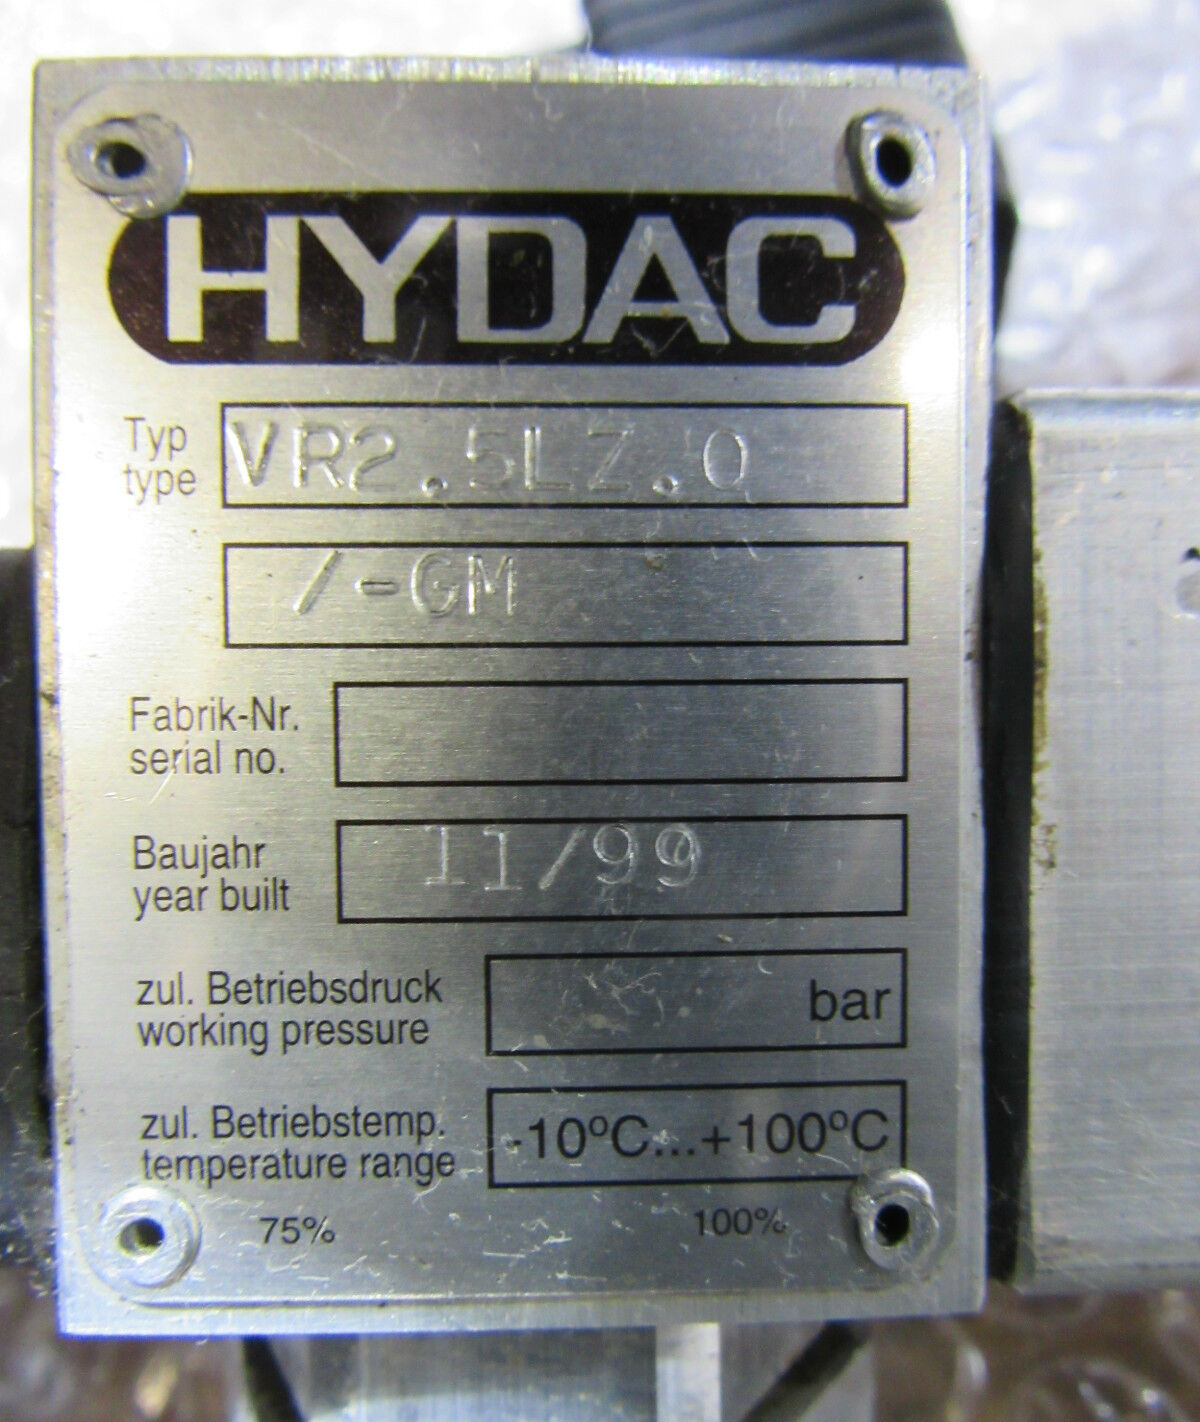 HYDAC
Typ
type
VR2.5LZ.0
/-GM
Fabrik-Nr.
serial no.
Baujahr
year built
11/99
zul. Betriebsdruck
working pressure
bar
zul. Betriebstemp.
temperature range
-10°C...+100°C
75% 100%